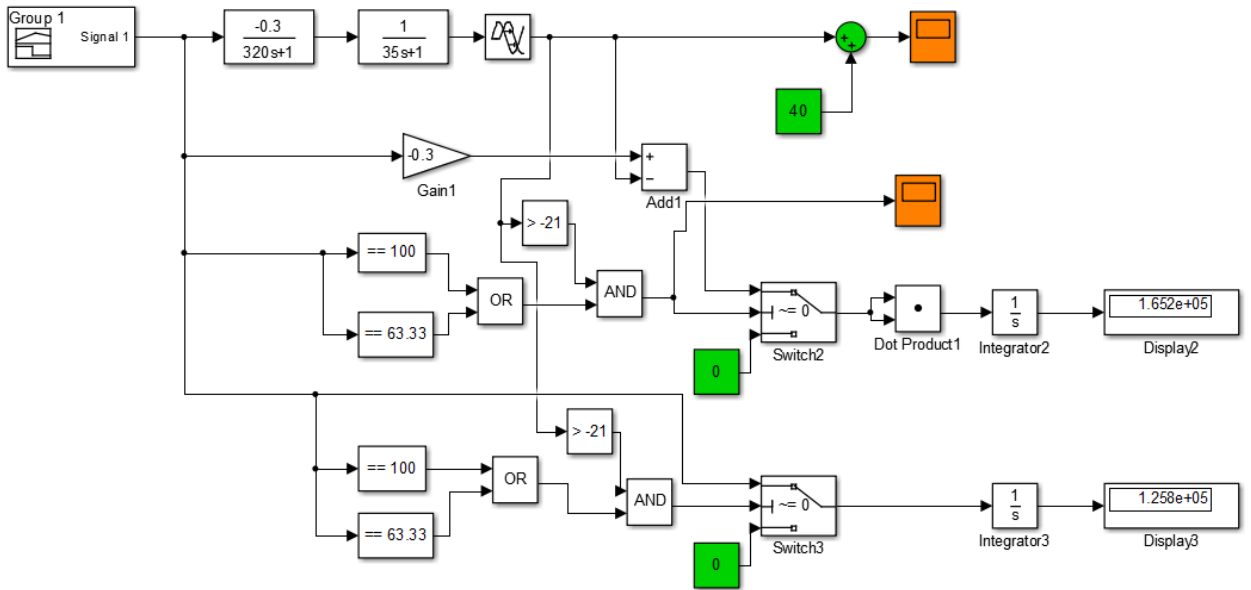 Group 1
Signal 1
-0.3
320s+1
1
35s+1
+
+
40
-0.3
Gain1
+
−
Add1
> -21
== 100
OR
AND
== 63.33
~= 0
Switch2
0
Dot Product1
1
s
Integrator2
1.652e+05
Display2
> -21
== 100
OR
AND
== 63.33
~= 0
Switch3
0
1
s
Integrator3
1.258e+05
Display3